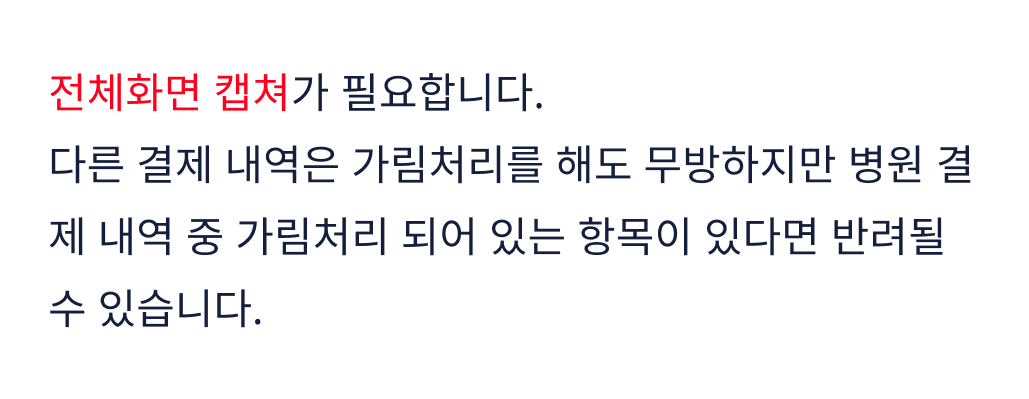 전체화면 캡쳐가 필요합니다.
다른 결제 내역은 가림처리를 해도 무방하지만 병원 결
제 내역 중 가림처리 되어 있는 항목이 있다면 반려될
수 있습니다.